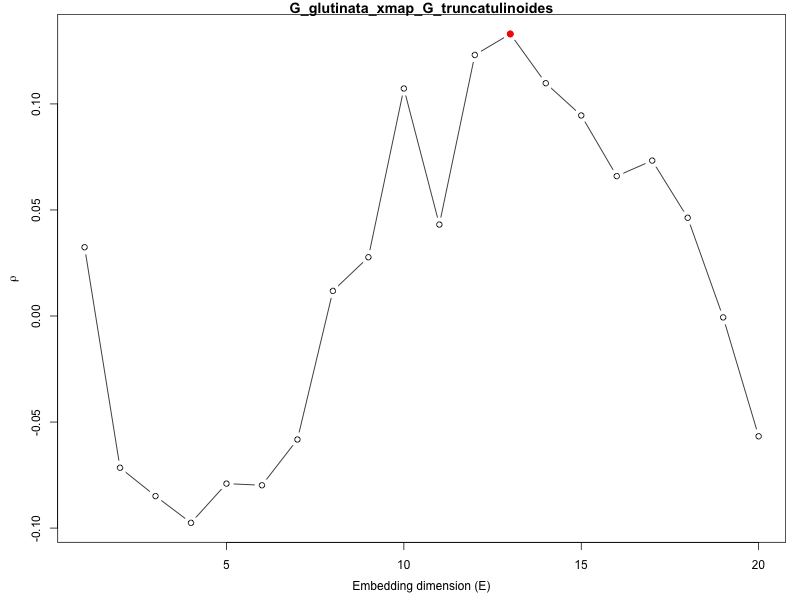 G_glutinata_xmap_G_truncatulinoides
0.10
0.05
0.00
-0.05
-0.10
ρ
5 10 15 20
Embedding dimension (E)